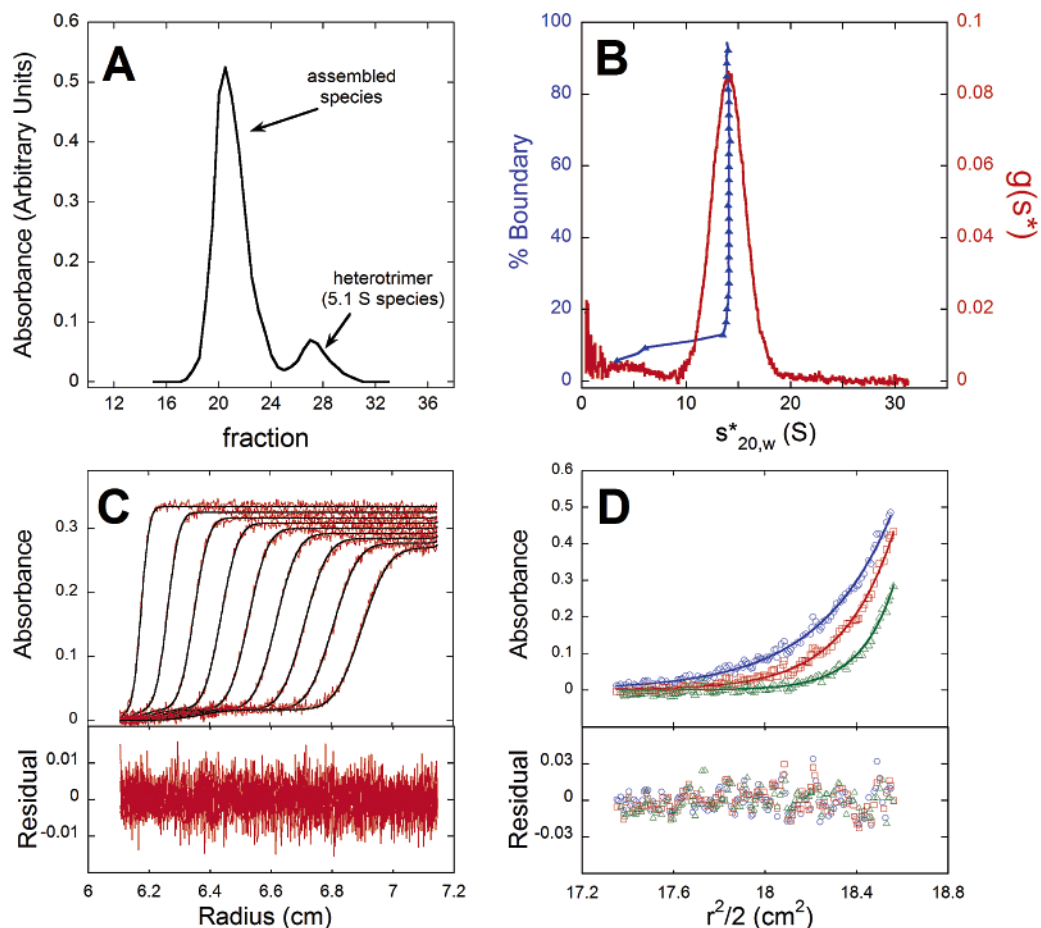 A
Absorbance (Arbitrary Units)
0.6
0.5
0.4
0.3
0.2
0.1
0
assembled
species
heterotrimer
(5.1 S species)
12 16 20 24 28 32 36
fraction
B
% Boundary
100
80
60
40
20
0
g(s*)
0.1
0.08
0.06
0.04
0.02
0
0 10 20 30
s*20,w (S)
C
Absorbance
0.3
0.2
0.1
0
Residual
0.01
0
-0.01
6 6.2 6.4 6.6 6.8 7 7.2
Radius (cm)
D
Absorbance
0.6
0.5
0.4
0.3
0.2
0.1
0
Residual
0.03
0
-0.03
17.2 17.6 18 18.4 18.8
r2/2 (cm2)